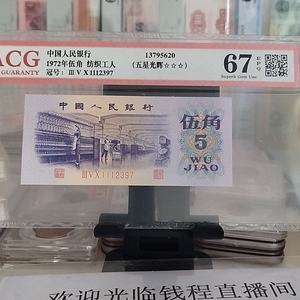 ACG
GUARANTY
中国人民银行
1972年伍角 纺织工人
冠号: ⅢⅤⅩ1112397
13795620
(五星光辉☆☆☆)
67 EPQ
Superb Gem Unc
中国人民银行
伍角
5
WU
JIAO
ⅢⅤⅩ1112397
欢迎光临钱程直播间